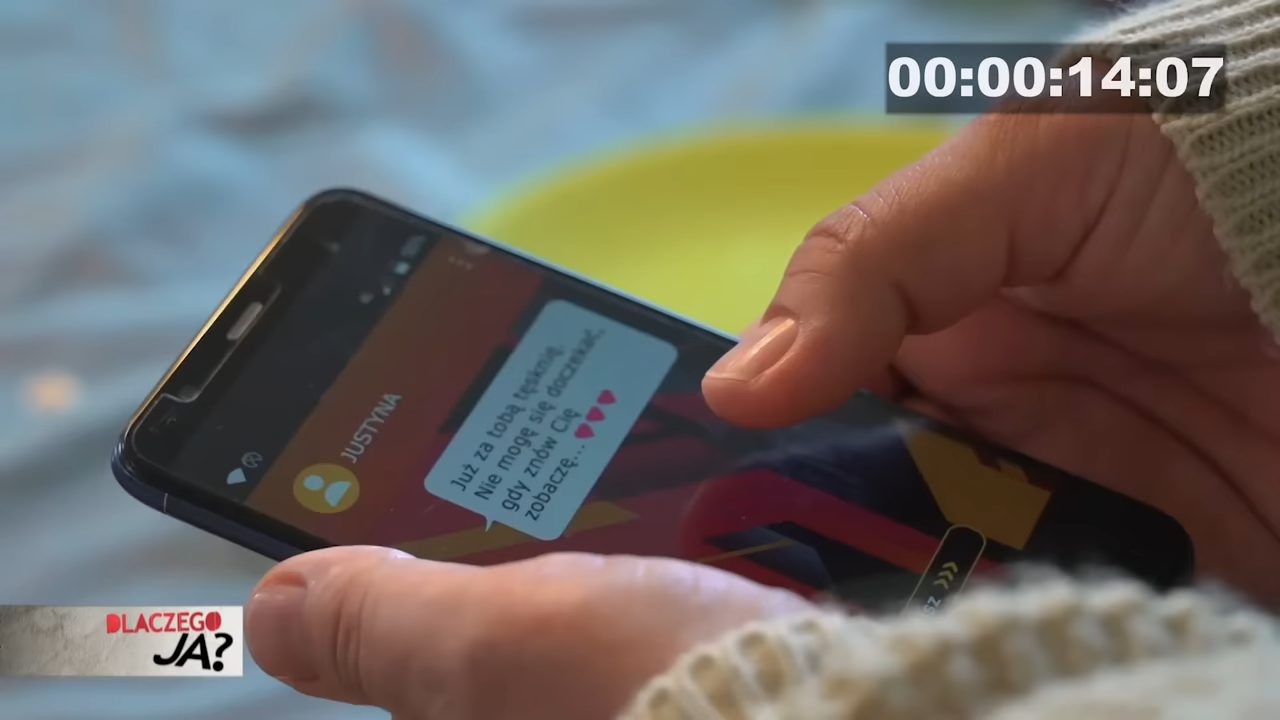 00:00:14:07
JUSTYNA
Już za tobą tęsknię.
Nie mogę się doczekać,
gdy znów Cię
zobaczę...
DLACZEGO
JA?